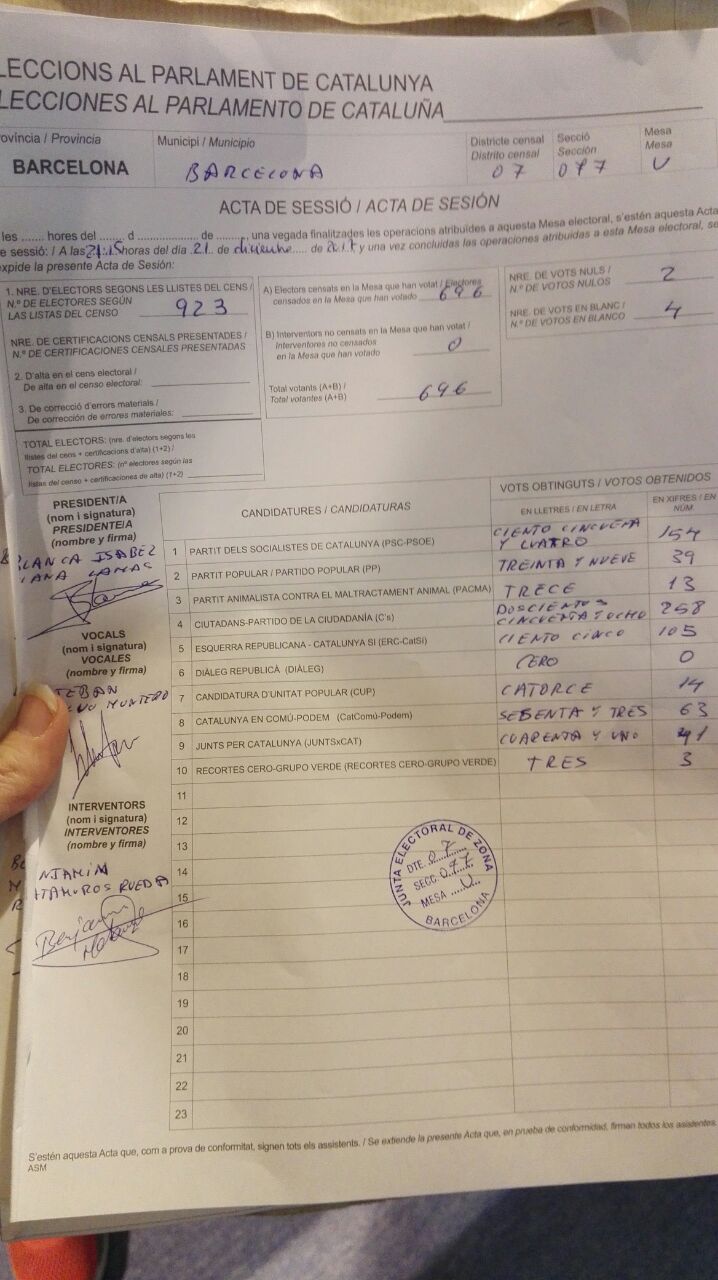 LECCIONS AL PARLAMENT DE CATALUNYA
LECCIONES AL PARLAMENTO DE CATALUÑA
ovíncia / Provincia
BARCELONA
Municipi / Municipio
BARCELONA
Districte censal
Distrito censal
07
Secció
Sección
077
Mesa
Mesa
U
ACTA DE SESSIÓ / ACTA DE SESIÓN
les ....... hores del ....... d .................. de ........., una vegada finalitzades les operacions atribuïdes a aquesta Mesa electoral, s'estén aquesta Acta
e sessió: / A las 21:15 horas del día 21 de diciembre de 2017 y una vez concluidas las operaciones atribuidas a esta Mesa electoral, se
expide la presente Acta de Sesión:
1. NRE. D'ELECTORS SEGONS LES LLISTES DEL CENS /
N.º DE ELECTORES SEGÚN
LAS LISTAS DEL CENSO
923
NRE. DE CERTIFICACIONS CENSALS PRESENTADES /
N.º DE CERTIFICACIONES CENSALES PRESENTADAS
2. D'alta en el cens electoral /
De alta en el censo electoral:
3. De correcció d'errors materials /
De corrección de errores materiales:
TOTAL ELECTORS: (nre. d'electors segons les
llistes del cens + certificacions d'alta) (1+2) /
TOTAL ELECTORES: (nº electores según las
listas del censo + certificaciones de alta) (1+2)
A) Electors censats en la Mesa que han votat / Electores
censados en la Mesa que han votado
696
B) Interventors no censats en la Mesa que han votat /
Interventores no censados
en la Mesa que han votado
0
Total votants (A+B) /
Total votantes (A+B)
696
NRE. DE VOTS NULS /
N.º DE VOTOS NULOS
2
NRE. DE VOTS EN BLANC /
N.º DE VOTOS EN BLANCO
4
PRESIDENT/A
(nom i signatura)
PRESIDENTE/A
(nombre y firma)
BLANCA ISABEL
LAMAS
VOCALS
(nom i signatura)
VOCALES
(nombre y firma)
TEBAN
MONTERO
INTERVENTORS
(nom i signatura)
INTERVENTORES
(nombre y firma)
NJAMIN
MATAMOROS RUEDA
Benjamin
CANDIDATURES / CANDIDATURAS
VOTS OBTINGUTS / VOTOS OBTENIDOS
EN LLETRES / EN LETRA
EN XIFRES / EN
NÚM.
1 PARTIT DELS SOCIALISTES DE CATALUNYA (PSC-PSOE) CIENTO CINCUENTA Y CUATRO 154
2 PARTIT POPULAR / PARTIDO POPULAR (PP) TREINTA Y NUEVE 39
3 PARTIT ANIMALISTA CONTRA EL MALTRACTAMENT ANIMAL (PACMA) TRECE 13
4 CIUTADANS-PARTIDO DE LA CIUDADANÍA (C's) DOSCIENTOS CINCUENTA Y OCHO 258
5 ESQUERRA REPUBLICANA - CATALUNYA SÍ (ERC-CatSí) CIENTO CINCO 105
6 DIÀLEG REPUBLICÀ (DIÀLEG) CERO 0
7 CANDIDATURA D'UNITAT POPULAR (CUP) CATORCE 14
8 CATALUNYA EN COMÚ-PODEM (CatComú-Podem) SESENTA Y TRES 63
9 JUNTS PER CATALUNYA (JUNTSxCAT) CUARENTA Y UNO 41
10 RECORTES CERO-GRUPO VERDE (RECORTES CERO-GRUPO VERDE) TRES 3
11
12
13
14
15
16
17
18
19
20
21
22
23
JUNTA ELECTORAL DE ZONA
DTE. 07
SECC. 077
MESA U
BARCELONA
S'estén aquesta Acta que, com a prova de conformitat, signen tots els assistents. / Se extiende la presente Acta que, en prueba de conformidad, firman todos los asistentes.
ASM